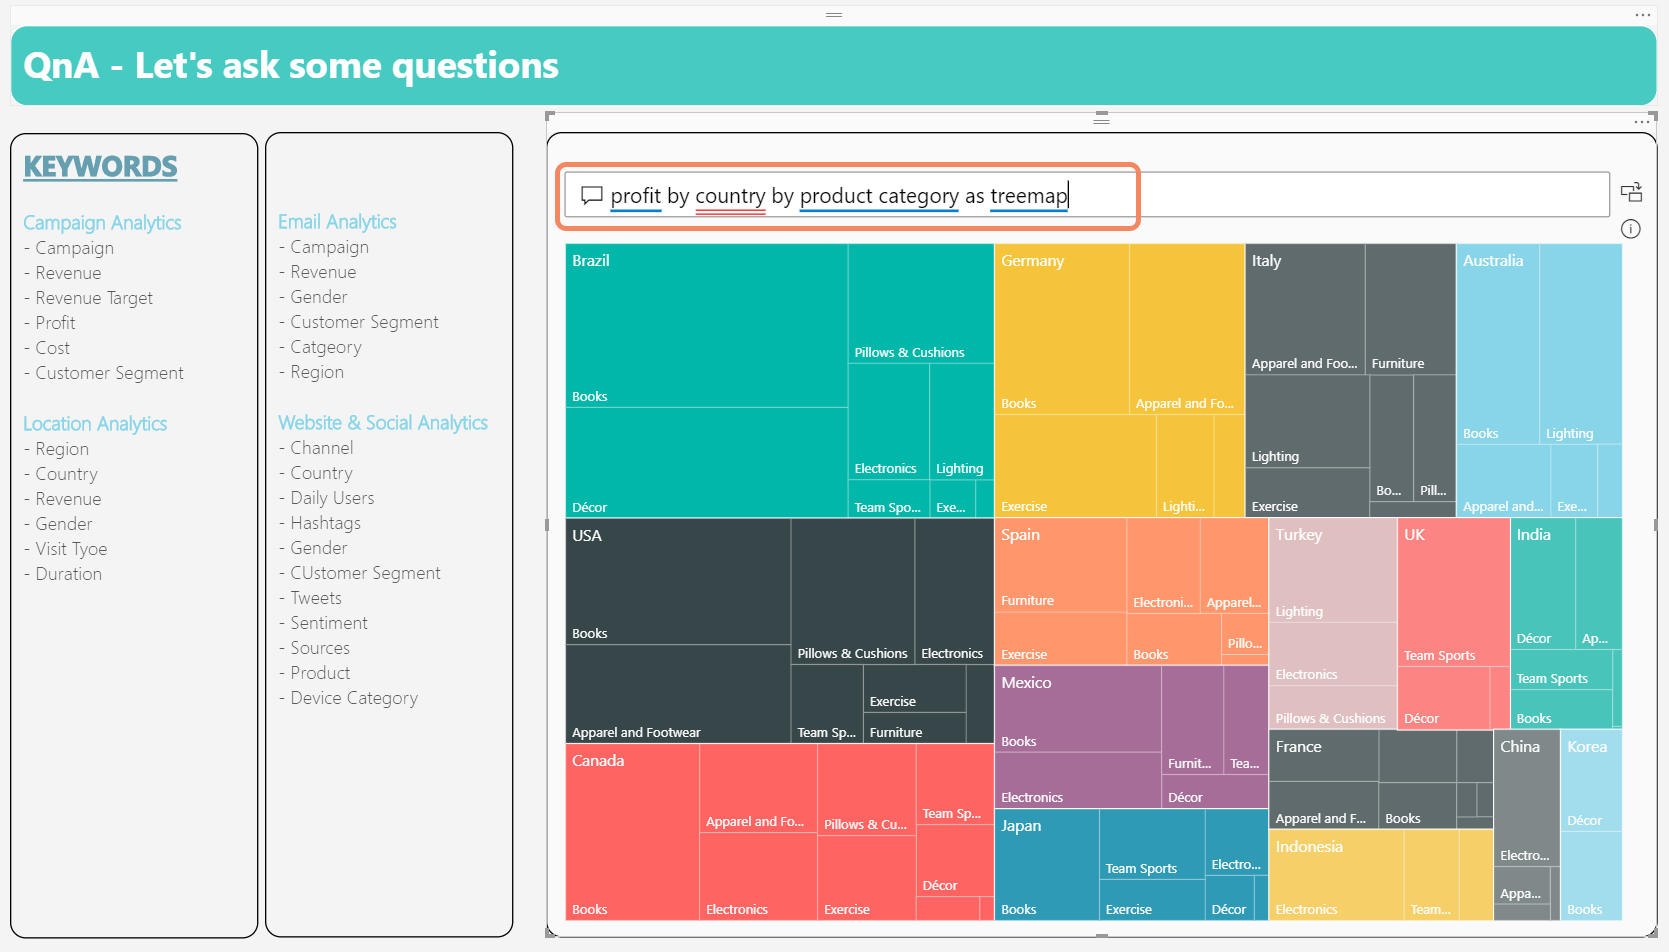 QnA - Let's ask some questions
KEYWORDS
Campaign Analytics
- Campaign
- Revenue
- Revenue Target
- Profit
- Cost
- Customer Segment
Location Analytics
- Region
- Country
- Revenue
- Gender
- Visit Tyoe
- Duration
Email Analytics
- Campaign
- Revenue
- Gender
- Customer Segment
- Catgeory
- Region
Website & Social Analytics
- Channel
- Country
- Daily Users
- Hashtags
- Gender
- CUstomer Segment
- Tweets
- Sentiment
- Sources
- Product
- Device Category
profit by country by product category as treemap
Brazil
Books
Décor
Pillows & Cushions
Electronics
Lighting
Team Spo...
Exe...
USA
Books
Apparel and Footwear
Pillows & Cushions
Electronics
Team Sp...
Exercise
Furniture
Canada
Books
Apparel and Fo...
Electronics
Pillows & Cu...
Exercise
Team Sp...
Décor
Germany
Books
Apparel and Fo...
Exercise
Lighti...
Italy
Apparel and Foo...
Furniture
Lighting
Exercise
Bo...
Pill...
Australia
Books
Lighting
Apparel and...
Exe...
Spain
Furniture
Exercise
Electroni...
Apparel...
Books
Pillo...
Mexico
Books
Electronics
Furnit...
Tea...
Décor
Japan
Books
Team Sports
Exercise
Electro...
Décor
Turkey
Lighting
Electronics
Pillows & Cushions
UK
Team Sports
Décor
India
Décor
Ap...
Team Sports
Books
France
Apparel and F...
Books
Indonesia
Electronics
Team...
China
Electro...
Appa...
Korea
Décor
Books